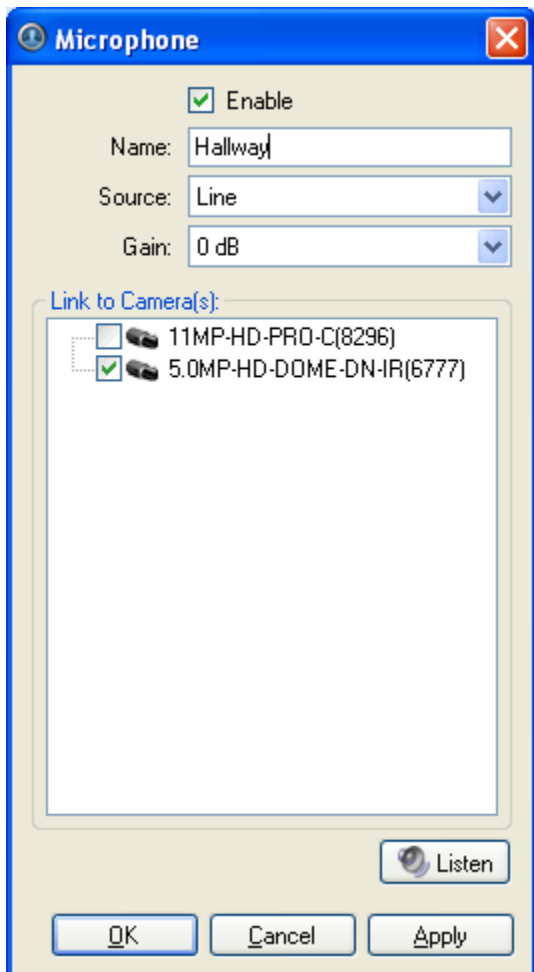 Microphone
Enable
Name: Hallway
Source: Line
Gain: 0 dB
Link to Camera(s):
11MP-HD-PRO-C(8296)
5.0MP-HD-DOME-DN-IR(6777)
Listen
OK Cancel Apply